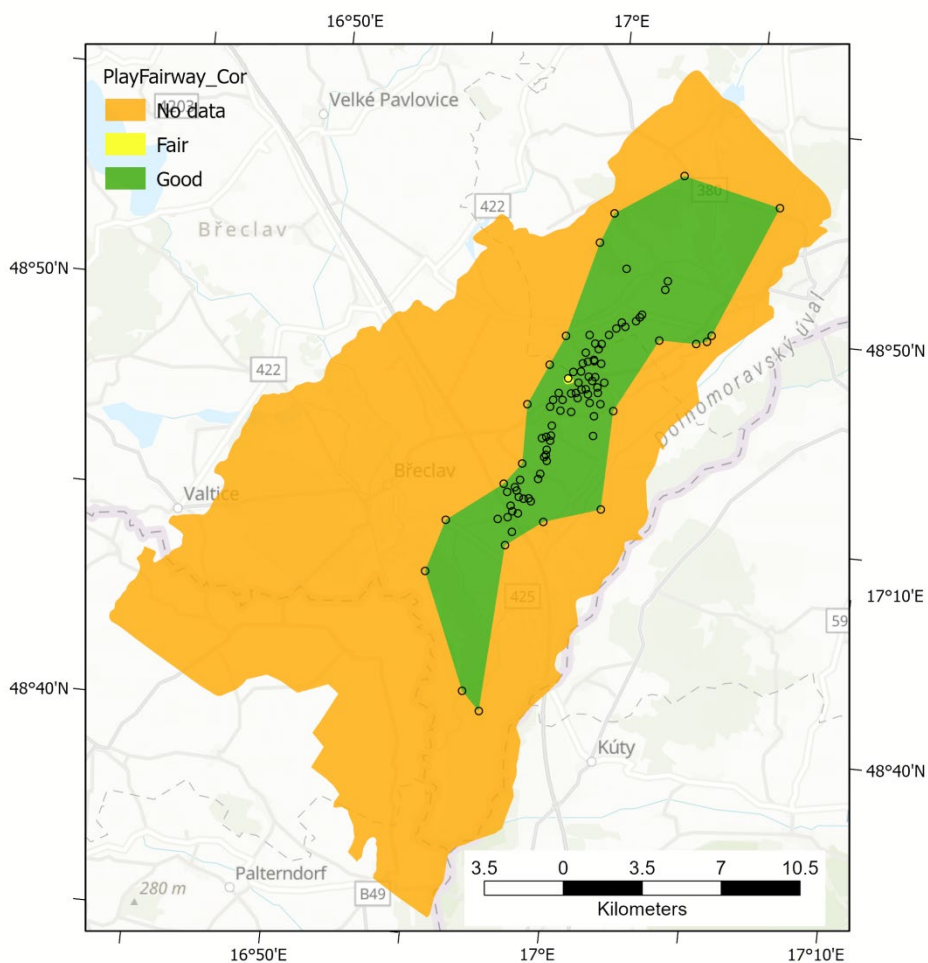 16°50'E
17°E
PlayFairway_Cor
No data
Fair
Good
4203
Velké Pavlovice
380
422
Břeclav
48°50'N
Dolnomoravský úval
48°50'N
422
Břeclav
Valtice
425
17°10'E
59
48°40'N
Kúty
48°40'N
Palterndorf
280 m
B49
3.5
0
3.5
7
10.5
Kilometers
16°50'E
17°E
17°10'E